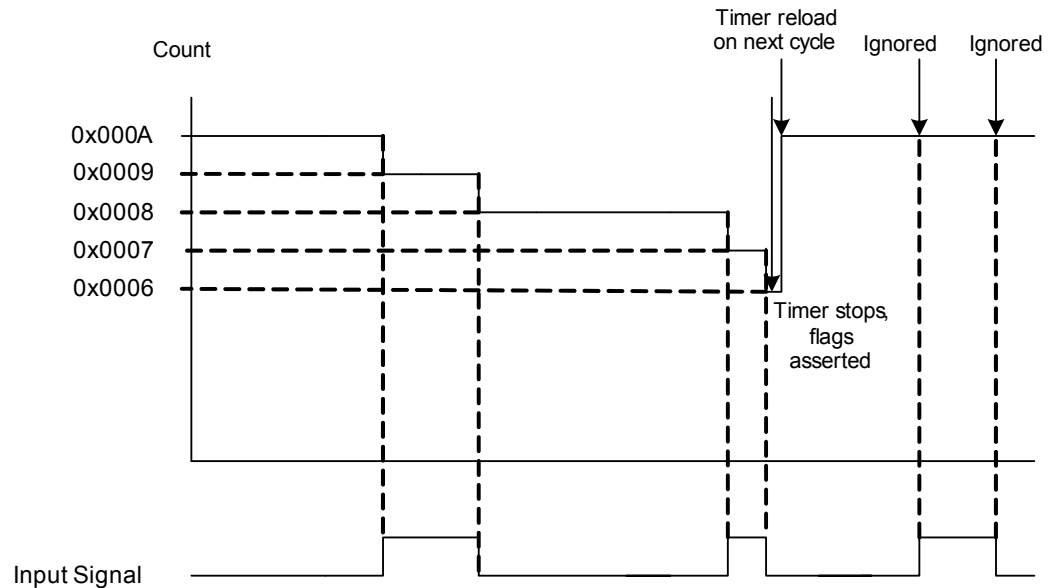 Timer reload
on next cycle
Ignored
Ignored
Count
0x000A
0x0009
0x0008
0x0007
0x0006
Timer stops,
flags
asserted
Input Signal